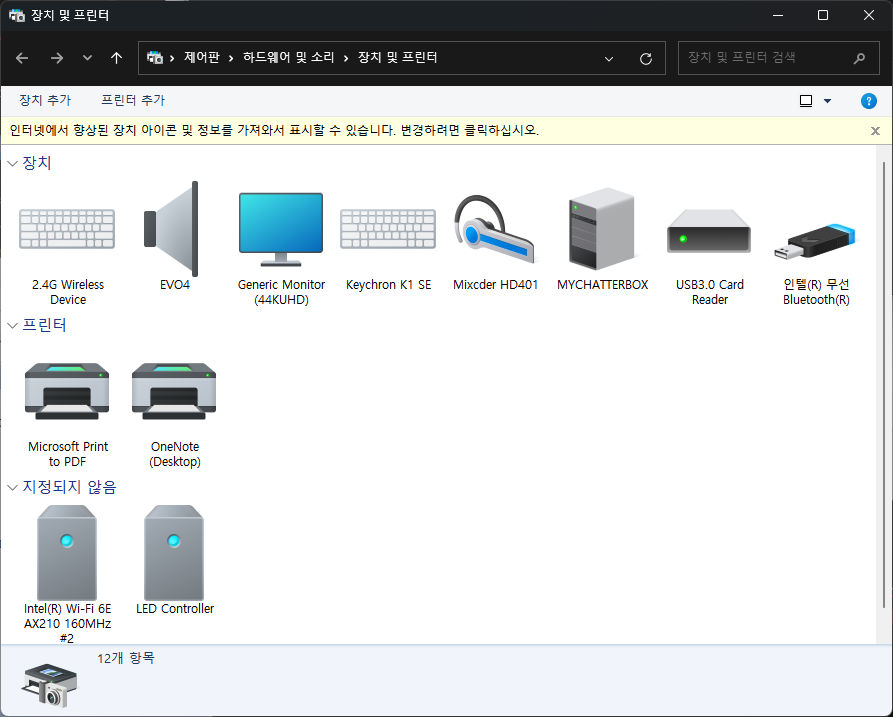 장치 및 프린터
제어판 › 하드웨어 및 소리 › 장치 및 프린터
장치 및 프린터 검색
장치 추가
프린터 추가
?
인터넷에서 향상된 장치 아이콘 및 정보를 가져와서 표시할 수 있습니다. 변경하려면 클릭하십시오.
장치
2.4G Wireless
Device
EVO4
Generic Monitor
(44KUHD)
Keychron K1 SE
Mixcder HD401
MYCHATTERBOX
USB3.0 Card
Reader
인텔(R) 무선
Bluetooth(R)
프린터
Microsoft Print
to PDF
OneNote
(Desktop)
지정되지 않음
Intel(R) Wi-Fi 6E
AX210 160MHz
#2
LED Controller
12개 항목